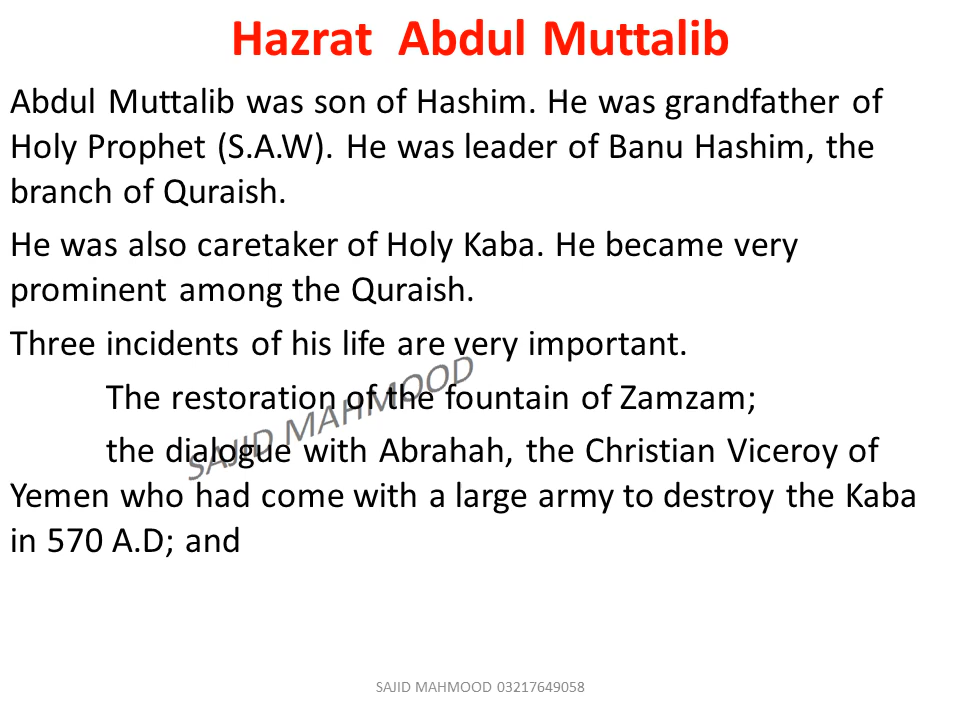 Hazrat  Abdul Muttalib
Abdul Muttalib was son of Hashim. He was grandfather of
Holy Prophet (S.A.W). He was leader of Banu Hashim, the
branch of Quraish.
He was also caretaker of Holy Kaba. He became very
prominent among the Quraish.
Three incidents of his life are very important.
The restoration of the fountain of Zamzam;
the dialogue with Abrahah, the Christian Viceroy of
Yemen who had come with a large army to destroy the Kaba
in 570 A.D; and
SAJID MAHMOOD
SAJID MAHMOOD 03217649058